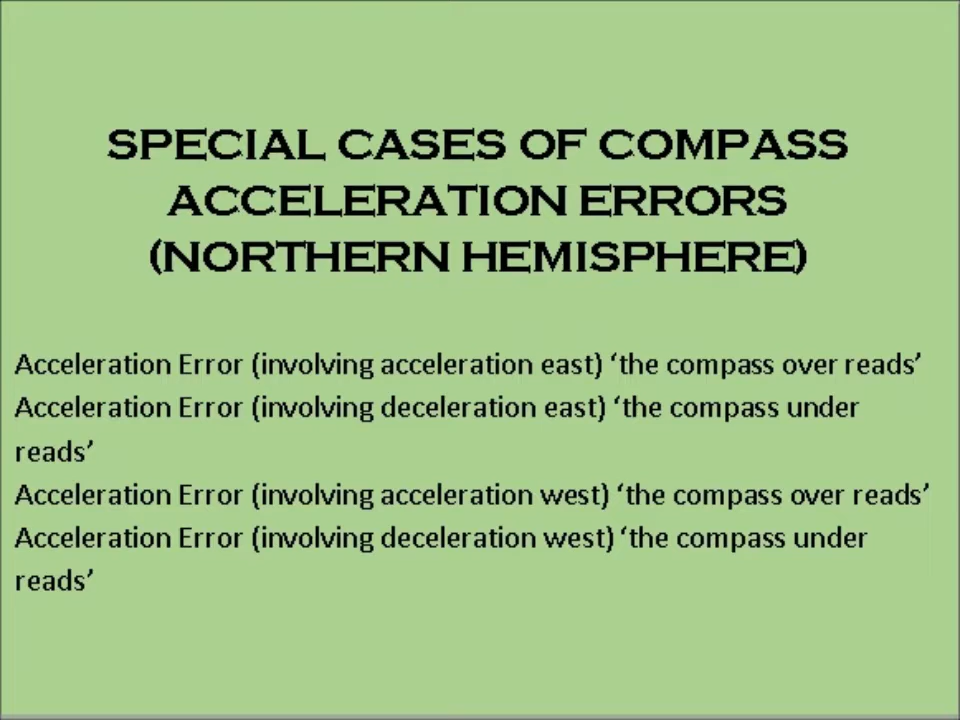 SPECIAL CASES OF COMPASS
ACCELERATION ERRORS
(NORTHERN HEMISPHERE)
Acceleration Error (involving acceleration east) ‘the compass over reads’
Acceleration Error (involving deceleration east) ‘the compass under
reads’
Acceleration Error (involving acceleration west) ‘the compass over reads’
Acceleration Error (involving deceleration west) ‘the compass under
reads’